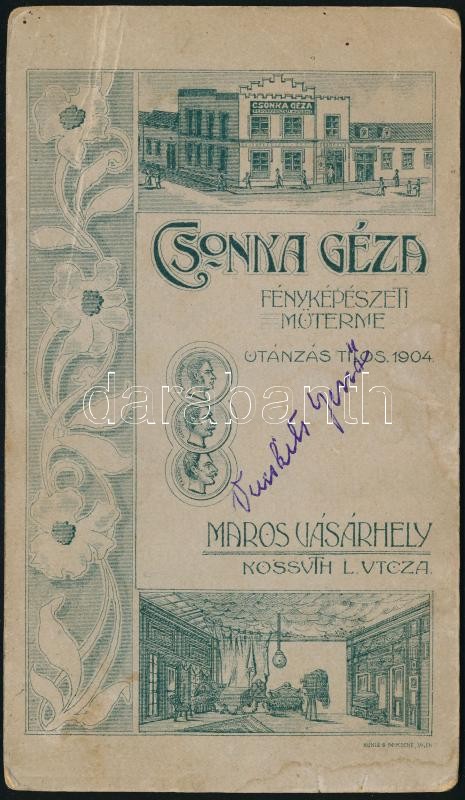 CSONKA GÉZA
CSONKA GÉZA
FÉNYKÉPÉSZETI
MŰTERME
UTÁNZÁS TILOS. 1904.
darabanth
MAROS VÁSÁRHELY
KOSSUTH L. UTCZA.